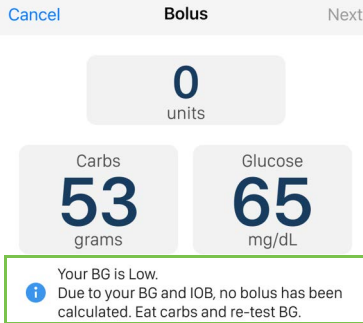 Cancel Bolus Next
0
units
Carbs Glucose
53 65
grams mg/dL
Your BG is Low.
Due to your BG and IOB, no bolus has been
calculated. Eat carbs and re-test BG.